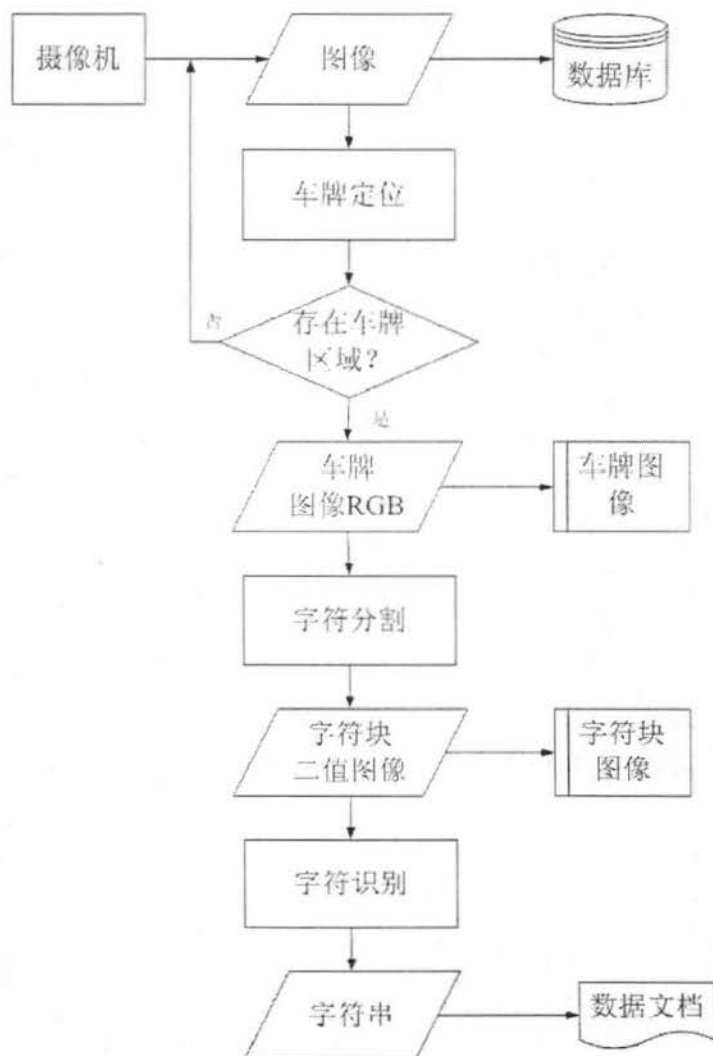 摄像机
图像
数据库
车牌定位
存在车牌
区域？
否
是
车牌
图像RGB
车牌图
像
字符分割
字符块
二值图像
字符块
图像
字符识别
字符串
数据文档